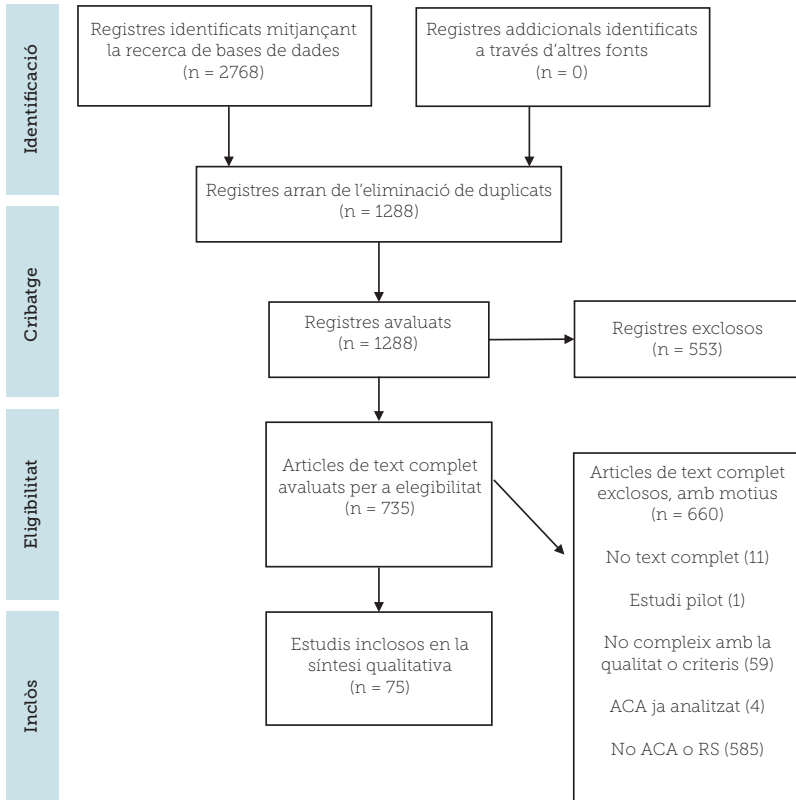 Identificació
Registres identificats mitjançant
la recerca de bases de dades
(n = 2768)
Registres addicionals identificats
a través d’altres fonts
(n = 0)
Registres arran de l’eliminació de duplicats
(n = 1288)
Cribatge
Registres avaluats
(n = 1288)
Registres exclosos
(n = 553)
Eligibilitat
Articles de text complet
avaluats per a elegibilitat
(n = 735)
Articles de text complet
exclosos, amb motius
(n = 660)
No text complet (11)
Estudi pilot (1)
No compleix amb la
qualitat o criteris (59)
ACA ja analitzat (4)
No ACA o RS (585)
Inclòs
Estudis inclosos en la
síntesi qualitativa
(n = 75)